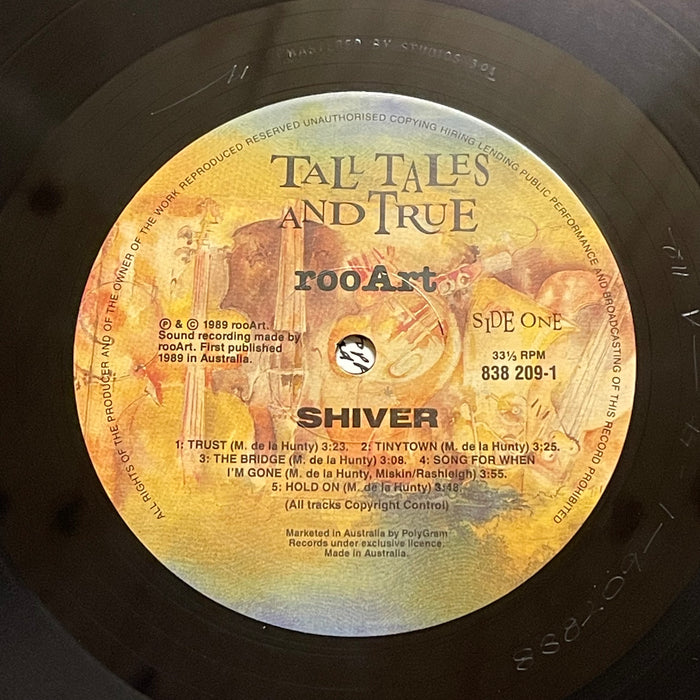 MASTERED BY STUDIOS 301
ALL RIGHTS OF THE PRODUCER AND OF THE OWNER OF THE WORK REPRODUCED RESERVED UNAUTHORISED COPYING HIRING LENDING PUBLIC PERFORMANCE AND BROADCASTING OF THIS RECORD PROHIBITED
TALL TALES
AND TRUE
rooArt
SIDE ONE
℗ & © 1989 rooArt.
Sound recording made by
rooArt. First published
1989 in Australia.
33⅓ RPM
838 209-1
SHIVER
1: TRUST (M. de la Hunty) 3:23. 2: TINYTOWN (M. de la Hunty) 3:25.
3: THE BRIDGE (M. de la Hunty) 3:08. 4: SONG FOR WHEN
I'M GONE (M. de la Hunty, Miskin/Rashleigh) 3:55.
5: HOLD ON (M. de la Hunty) 3:48.
(All tracks Copyright Control)
Marketed in Australia by PolyGram
Records under exclusive licence.
Made in Australia.